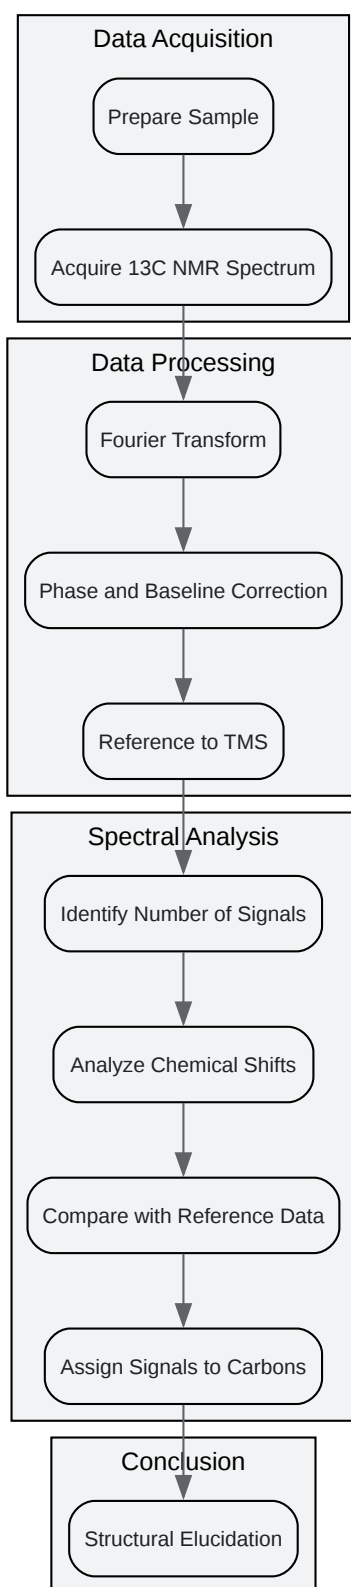 Data Acquisition
Prepare Sample
Acquire 13C NMR Spectrum
Data Processing
Fourier Transform
Phase and Baseline Correction
Reference to TMS
Spectral Analysis
Identify Number of Signals
Analyze Chemical Shifts
Compare with Reference Data
Assign Signals to Carbons
Conclusion
Structural Elucidation